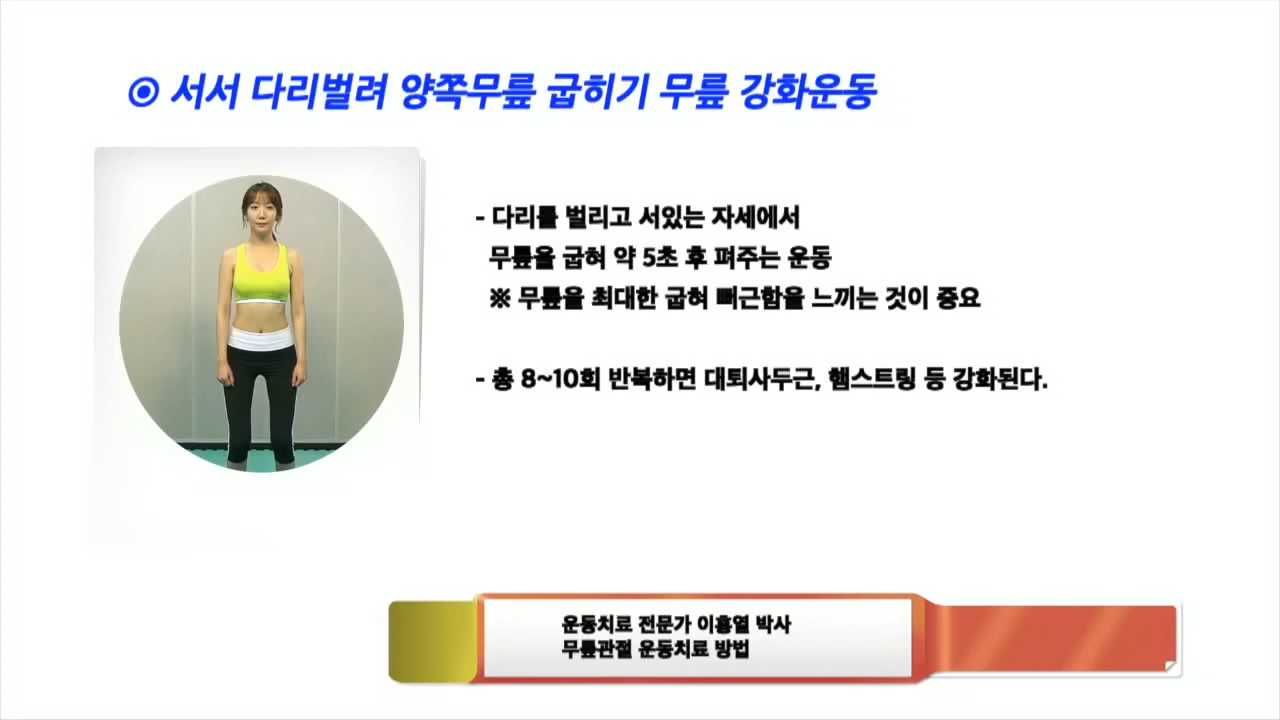 ◉ 서서 다리벌려 양쪽무릎 굽히기 무릎 강화운동
- 다리를 벌리고 서있는 자세에서
무릎을 굽혀 약 5초 후 펴주는 운동
※ 무릎을 최대한 굽혀 뻐근함을 느끼는 것이 중요
- 총 8~10회 반복하면 대퇴사두근, 햄스트링 등 강화된다.
운동치료 전문가 이홍열 박사
무릎관절 운동치료 방법